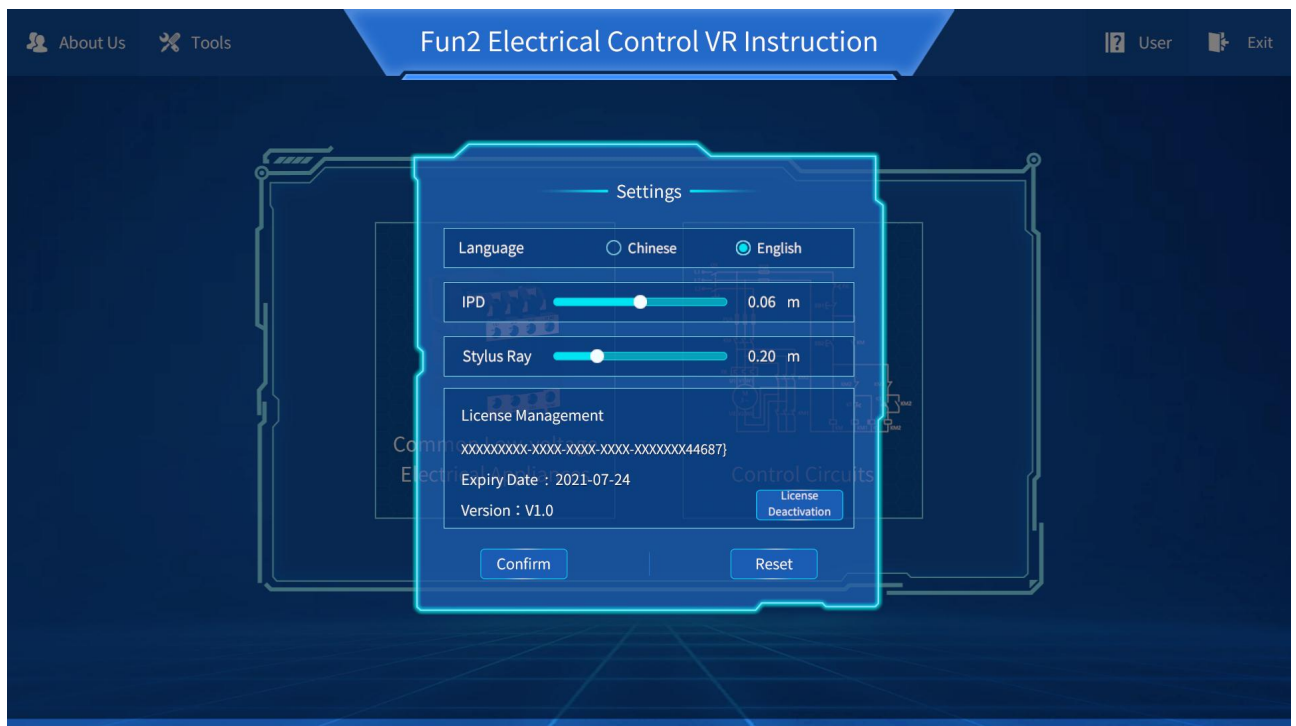 About Us
Tools
Fun2 Electrical Control VR Instruction
User
Exit
Settings
Language
Chinese
English
IPD
0.06 m
Stylus Ray
0.20 m
License Management
XXXXXXXXX-XXXX-XXXX-XXXX-XXXXXXX44687}
Expiry Date : 2021-07-24
Version：V1.0
License
Deactivation
Confirm
Reset
Control Circuits